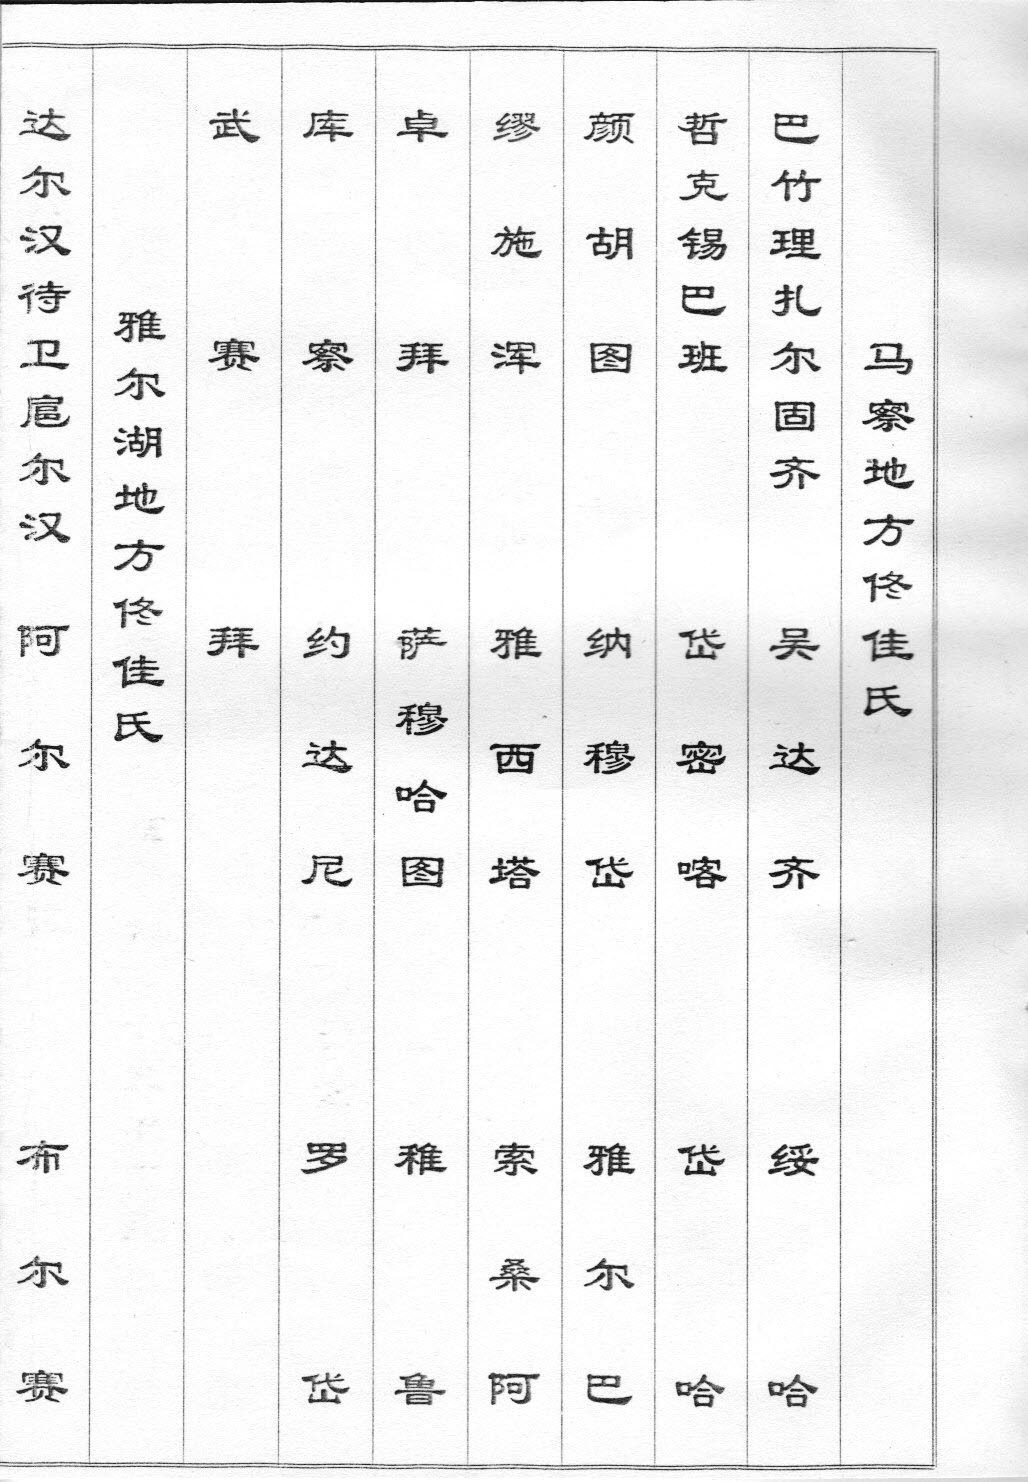 马察地方佟佳氏
巴竹理扎尔固齐 吴达齐 绥哈
哲克锡巴班 岱密喀 岱哈
颜胡图 纳穆岱 雅尔巴
缪施浑 雅西塔 索桑阿
卓拜 萨穆哈图 稚鲁
库察 约达尼 罗岱
武赛 拜
雅尔湖地方佟佳氏
达尔汉待卫扈尔汉 阿尔赛 布尔赛